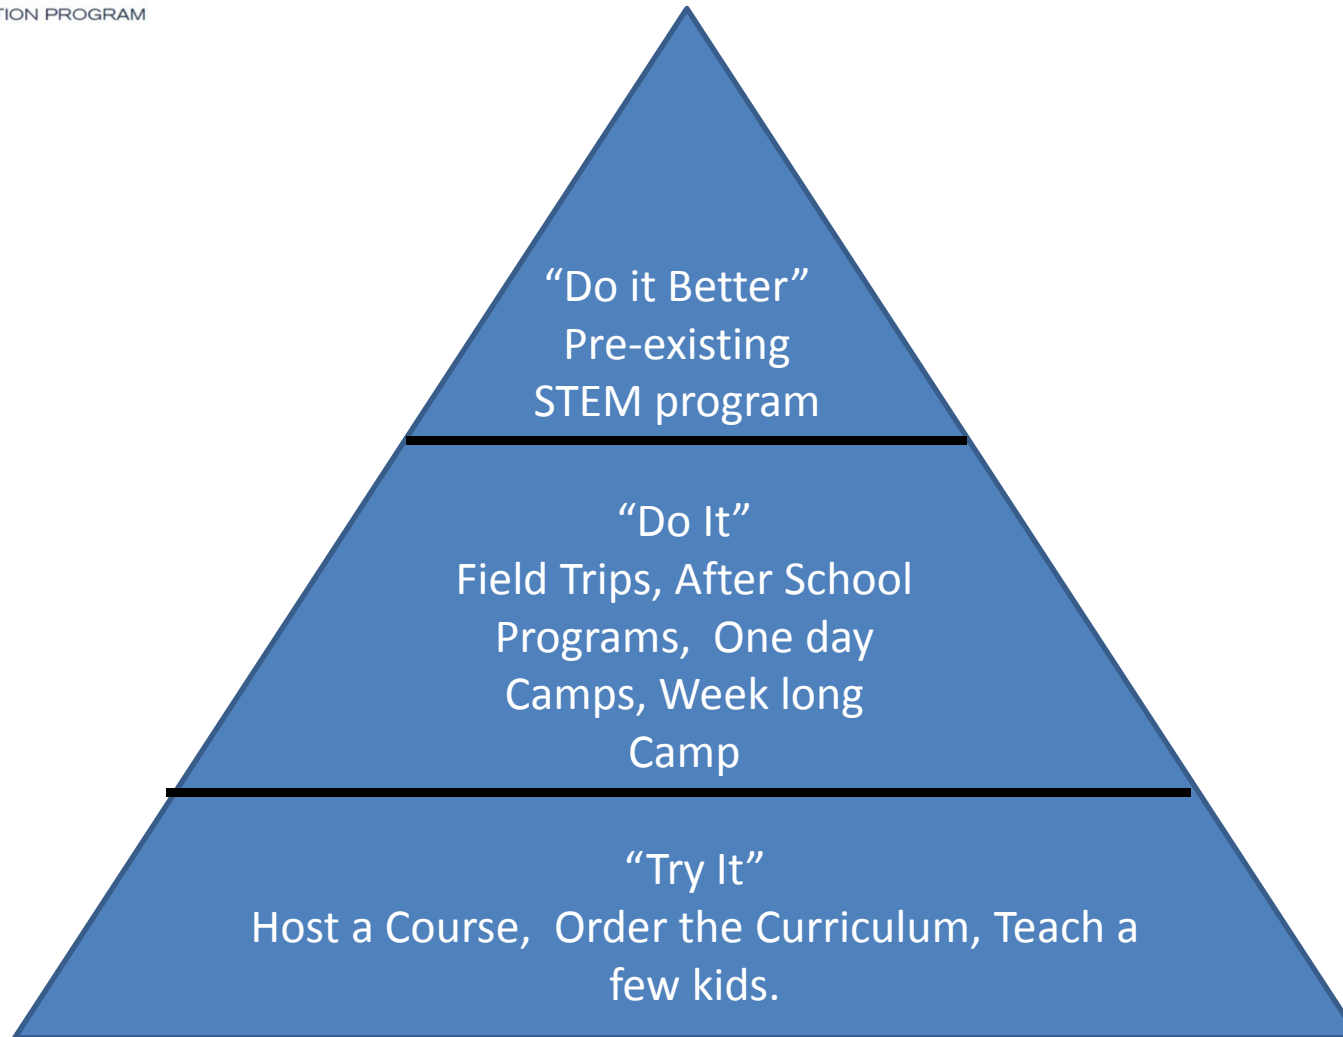 PROGRAM
“Do it Better”
Pre-existing
STEM program
“Do It”
Field Trips, After School
Programs,  One day
Camps, Week long
Camp
“Try It”
Host a Course,  Order the Curriculum, Teach a
few kids.